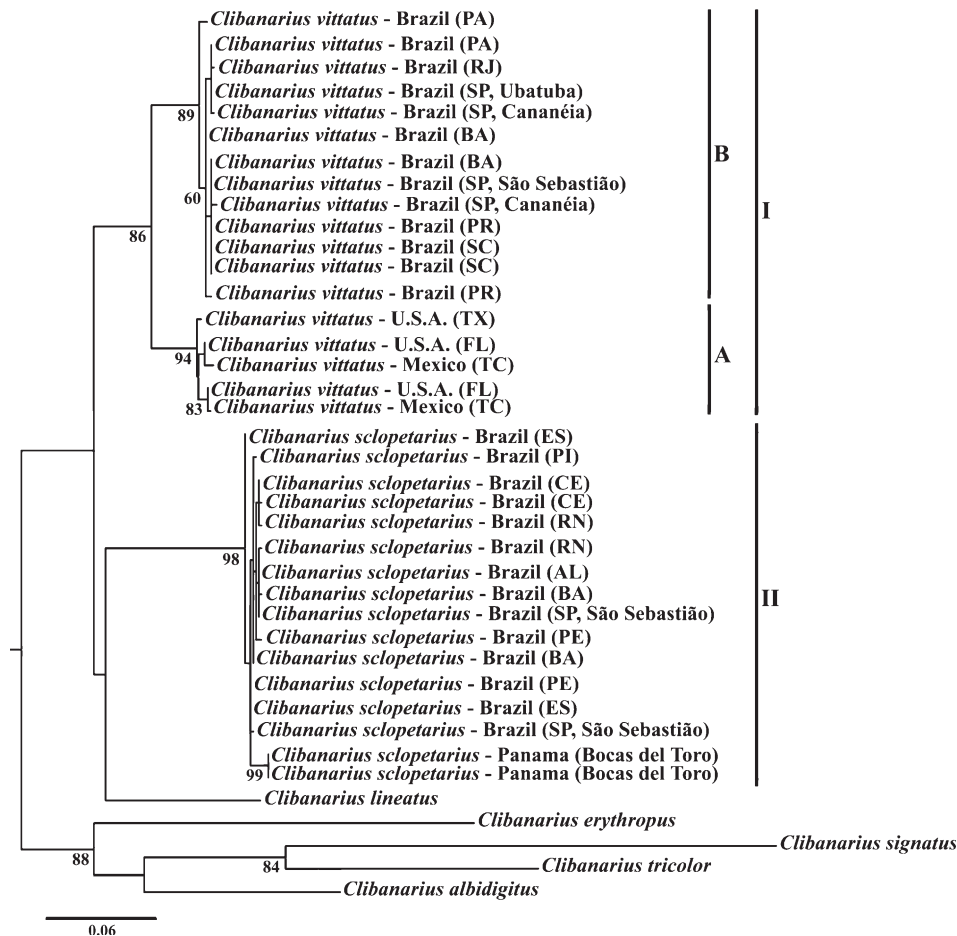 Clibanarius vittatus - Brazil (PA)
Clibanarius vittatus - Brazil (PA)
Clibanarius vittatus - Brazil (RJ)
Clibanarius vittatus - Brazil (SP, Ubatuba)
Clibanarius vittatus - Brazil (SP, Cananéia)
89
Clibanarius vittatus - Brazil (BA)
B
Clibanarius vittatus - Brazil (BA)
Clibanarius vittatus - Brazil (SP, São Sebastião)
60
Clibanarius vittatus - Brazil (SP, Cananéia)
I
Clibanarius vittatus - Brazil (PR)
86
Clibanarius vittatus - Brazil (SC)
Clibanarius vittatus - Brazil (SC)
Clibanarius vittatus - Brazil (PR)
Clibanarius vittatus - U.S.A. (TX)
Clibanarius vittatus - U.S.A. (FL)
94
A
Clibanarius vittatus - Mexico (TC)
Clibanarius vittatus - U.S.A. (FL)
83
Clibanarius vittatus - Mexico (TC)
Clibanarius sclopetarius - Brazil (ES)
Clibanarius sclopetarius - Brazil (PI)
Clibanarius sclopetarius - Brazil (CE)
Clibanarius sclopetarius - Brazil (CE)
Clibanarius sclopetarius - Brazil (RN)
Clibanarius sclopetarius - Brazil (RN)
98
Clibanarius sclopetarius - Brazil (AL)
Clibanarius sclopetarius - Brazil (BA)
II
Clibanarius sclopetarius - Brazil (SP, São Sebastião)
Clibanarius sclopetarius - Brazil (PE)
Clibanarius sclopetarius - Brazil (BA)
Clibanarius sclopetarius - Brazil (PE)
Clibanarius sclopetarius - Brazil (ES)
Clibanarius sclopetarius - Brazil (SP, São Sebastião)
Clibanarius sclopetarius - Panama (Bocas del Toro)
99
Clibanarius sclopetarius - Panama (Bocas del Toro)
Clibanarius lineatus
Clibanarius erythropus
88
Clibanarius signatus
84
Clibanarius tricolor
Clibanarius albidigitus
0.06